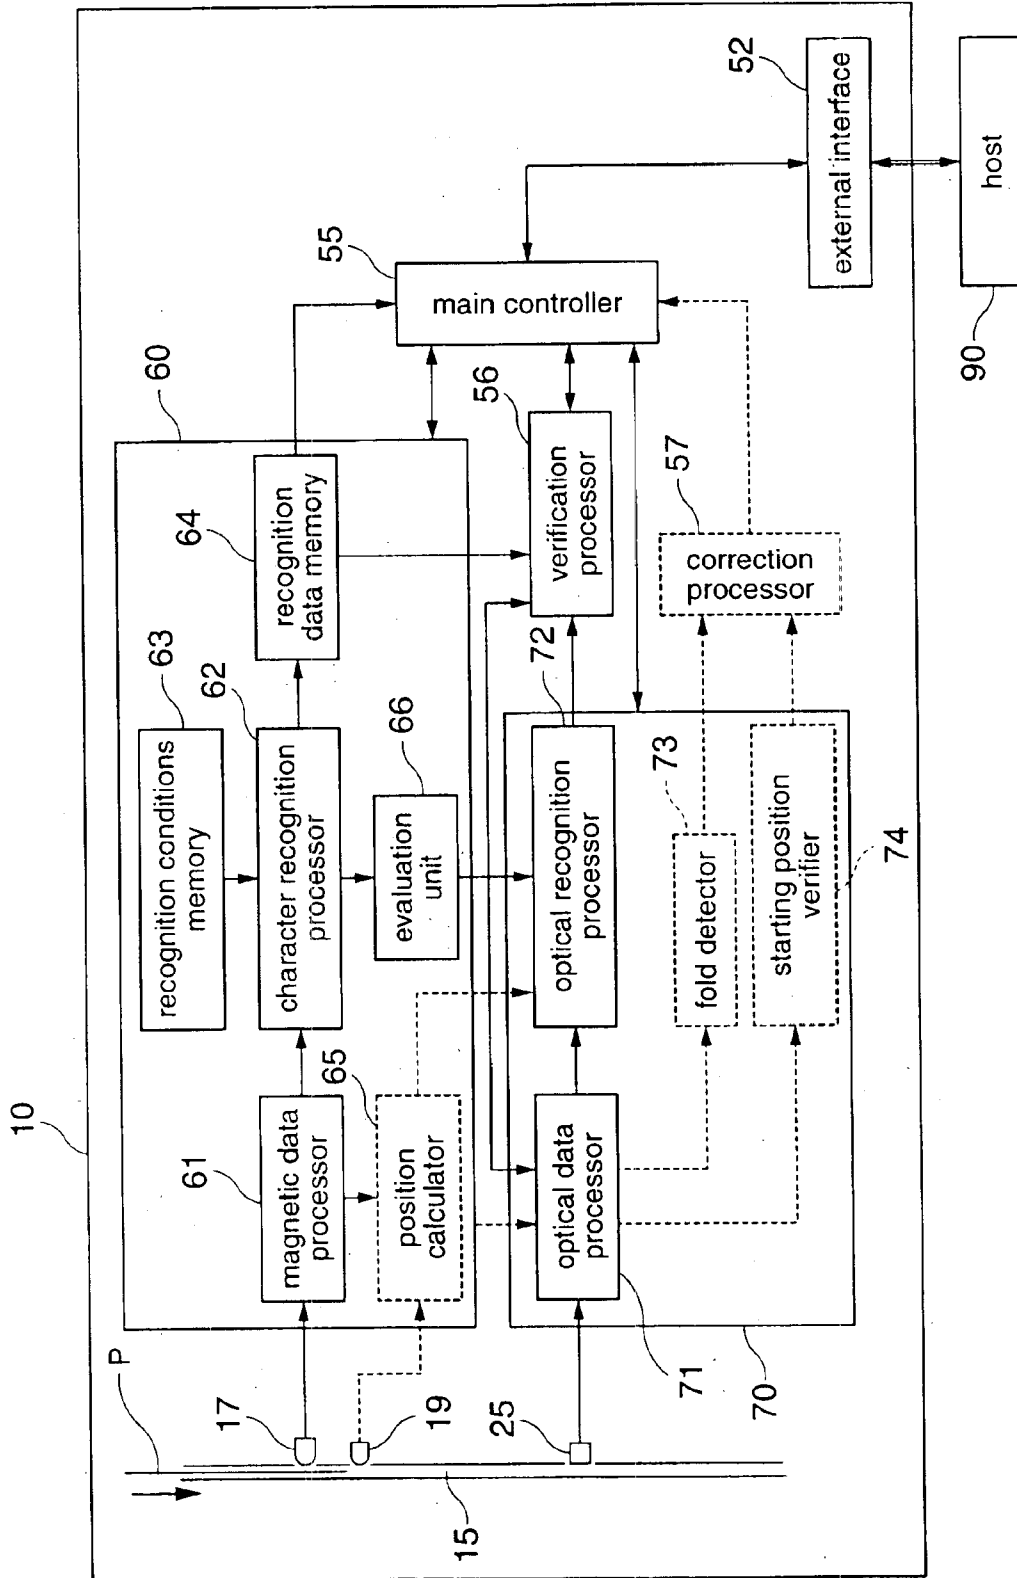 10
P
17
19
25
15
60
61
magnetic data
processor
65
position
calculator
63
recognition conditions
memory
62
character recognition
processor
66
evaluation
unit
64
recognition
data memory
70
71
optical data
processor
72
optical recognition
processor
73
fold detector
74
starting position
verifier
55
main controller
56
verification
processor
57
correction
processor
52
external interface
90
host